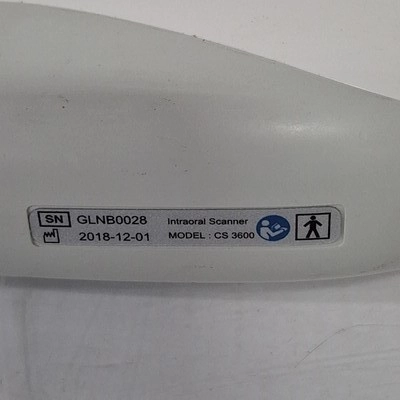 SN GLNB0028 Intraoral Scanner
2018-12-01 MODEL : CS 3600